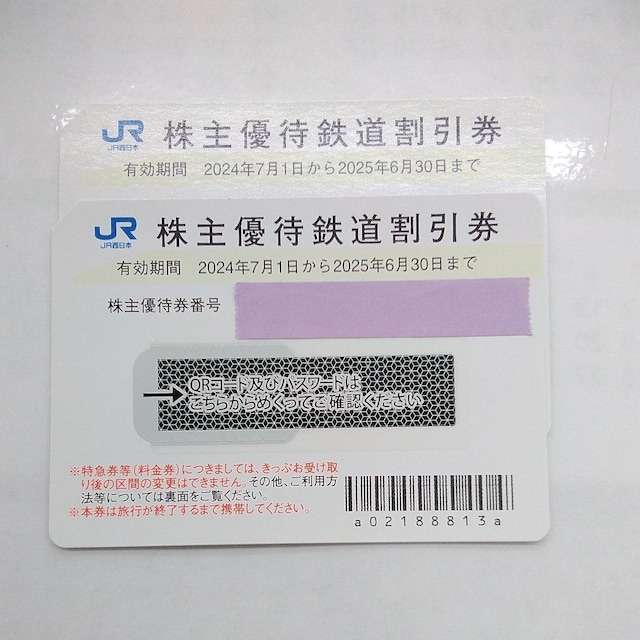 JR 株主優待鉄道割引券
JR西日本
有効期間 2024年7月1日から2025年6月30日まで
JR 株主優待鉄道割引券
JR西日本
有効期間 2024年7月1日から2025年6月30日まで
株主優待券番号
QRコード及びパスワードは
こちらからめくってご確認ください
※特急券等(料金券)につきましては、きっぷお受け取
り後の区間の変更はできません。その他、ご利用方
法等については裏面をご覧ください。
※本券は旅行が終了するまで携帯してください。
a02188813a